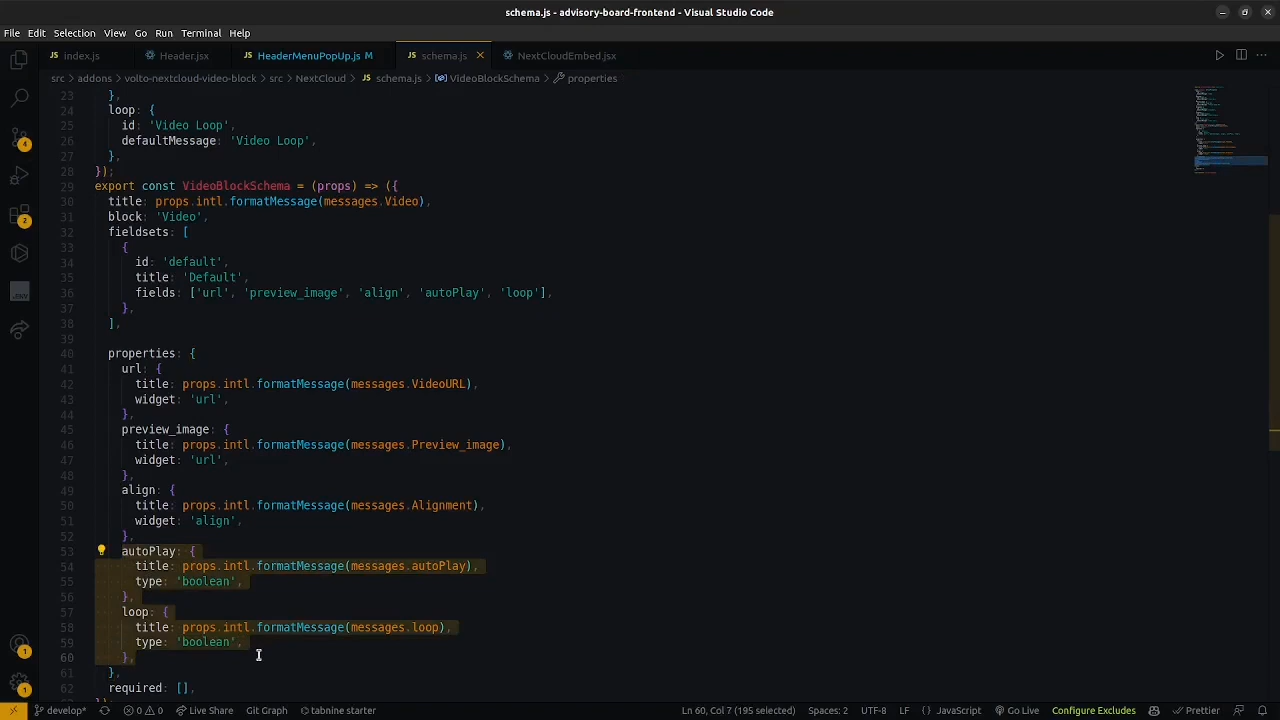 schema.js - advisory-board-frontend - Visual Studio Code
File Edit Selection View Go Run Terminal Help
index.js Header.jsx HeaderMenuPopUp.js M schema.js NextCloudEmbed.jsx
src > addons > volto-nextcloud-video-block > src > NextCloud > JS schema.js > VideoBlockSchema > properties
23 },
24 loop: {
25 id: 'Video Loop',
26 defaultMessage: 'Video Loop',
27 },
28 });
29 export const VideoBlockSchema = (props) => ({
30 title: props.intl.formatMessage(messages.Video),
31 block: 'Video',
32 fieldsets: [
33 {
34 id: 'default',
35 title: 'Default',
36 fields: ['url', 'preview_image', 'align', 'autoPlay', 'loop'],
37 },
38 ],
39
40 properties: {
41 url: {
42 title: props.intl.formatMessage(messages.VideoURL),
43 widget: 'url',
44 },
45 preview_image: {
46 title: props.intl.formatMessage(messages.Preview_image),
47 widget: 'url',
48 },
49 align: {
50 title: props.intl.formatMessage(messages.Alignment),
51 widget: 'align',
52 },
53 autoPlay: {
54 title: props.intl.formatMessage(messages.autoPlay),
55 type: 'boolean',
56 },
57 loop: {
58 title: props.intl.formatMessage(messages.loop),
59 type: 'boolean',
60 },
61 },
62 required: [],
develop* 0 0 Live Share Git Graph tabnine starter Ln 60, Col 7 (195 selected) Spaces: 2 UTF-8 LF {} JavaScript Go Live Configure Excludes Prettier